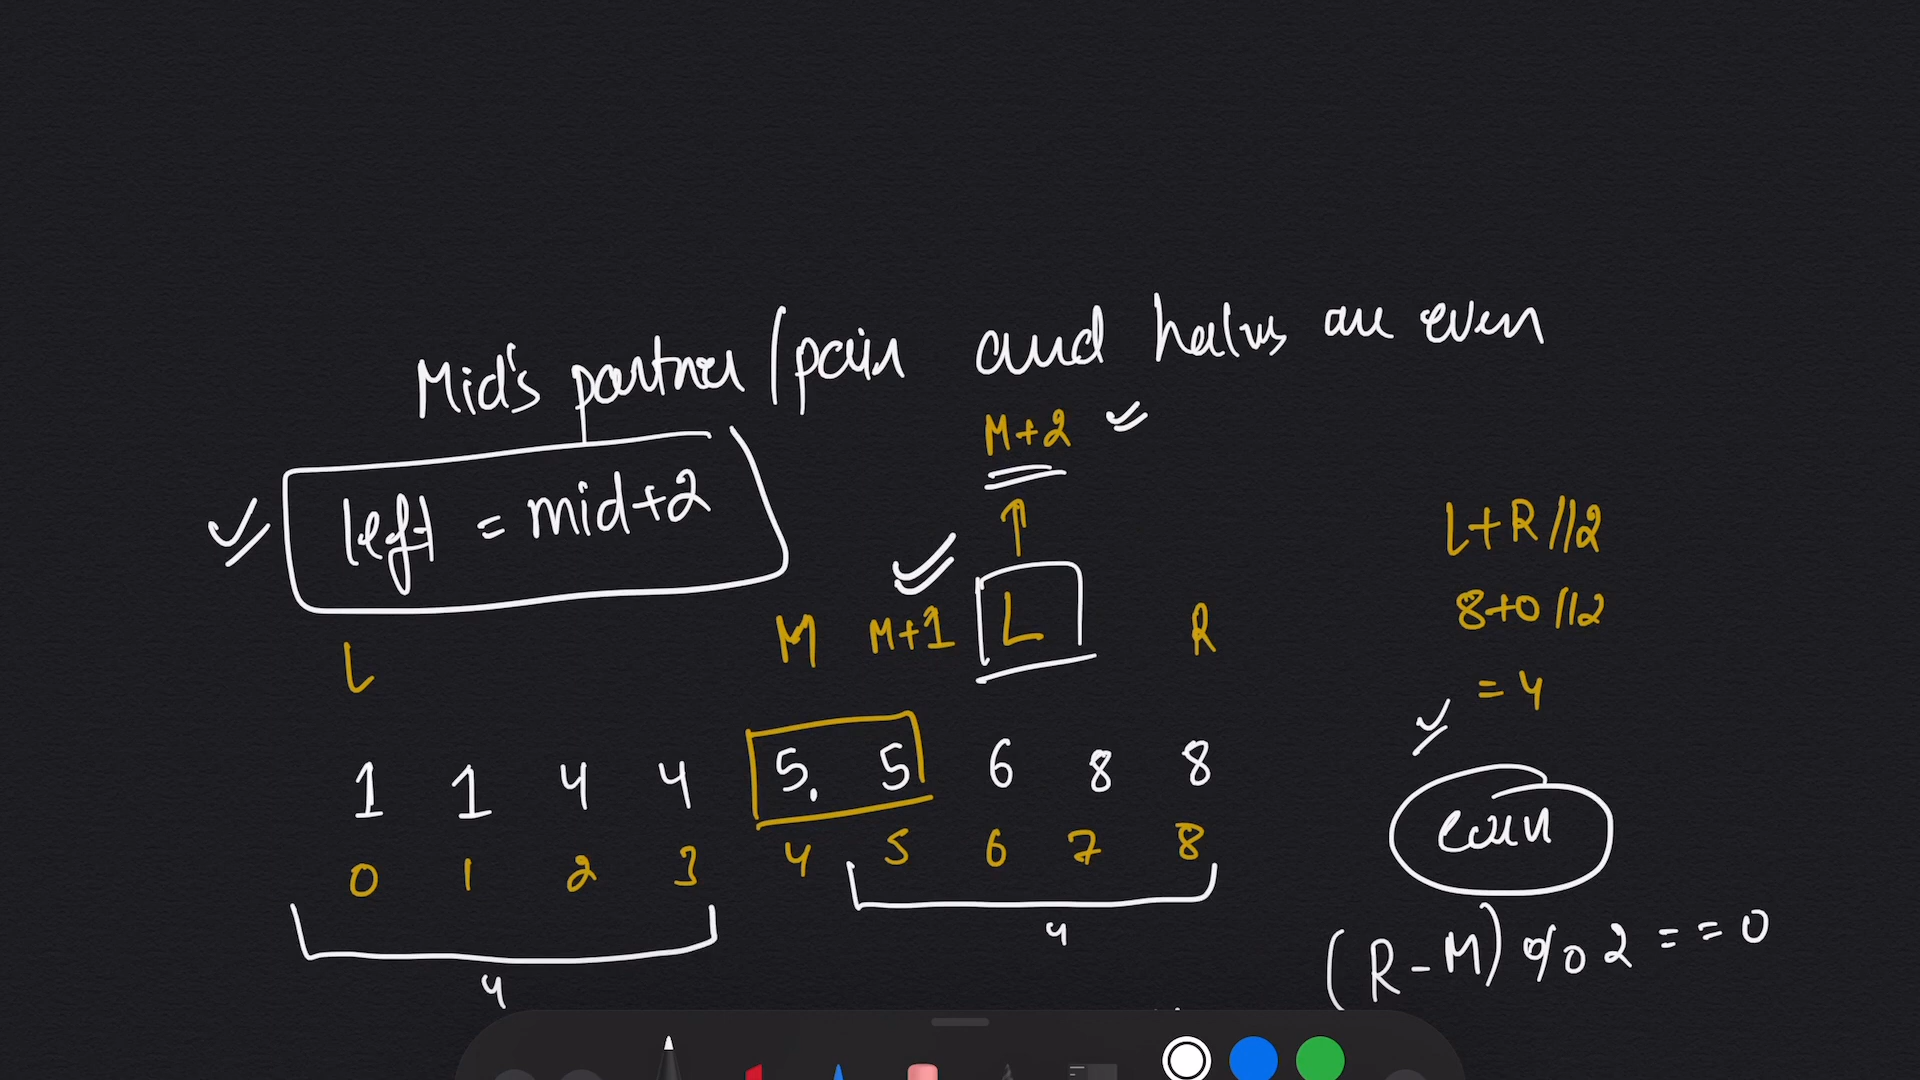 Mid's partner / pair and halves are even
M+2
left = mid+2
L+R//2
8+0//2
= 4
L M M+1 L R
1 1 4 4 5, 5 6 8 8
0 1 2 3 4 5 6 7 8
4
4
even
(R-M)%2==0